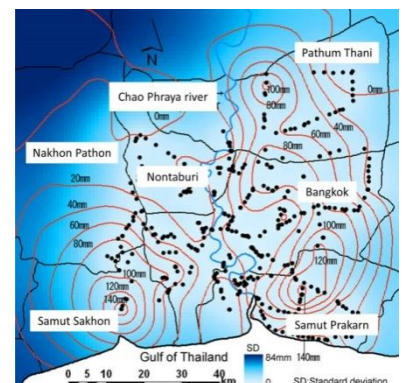 Pathum Thani
N
100mm
80mm
0mm
Chao Phraya river
0mm
60mm
40mm
80mm
Nakhon Pathon
20mm
Nontaburi
Bangkok
40mm
60mm
100mm
80mm
120mm
100mm
120mm
140mm
Samut Sakhon
Samut Prakarn
Gulf of Thailand
SD
84mm
140mm
0 5 10 20 30 40
km
0
SD:Standard deviation